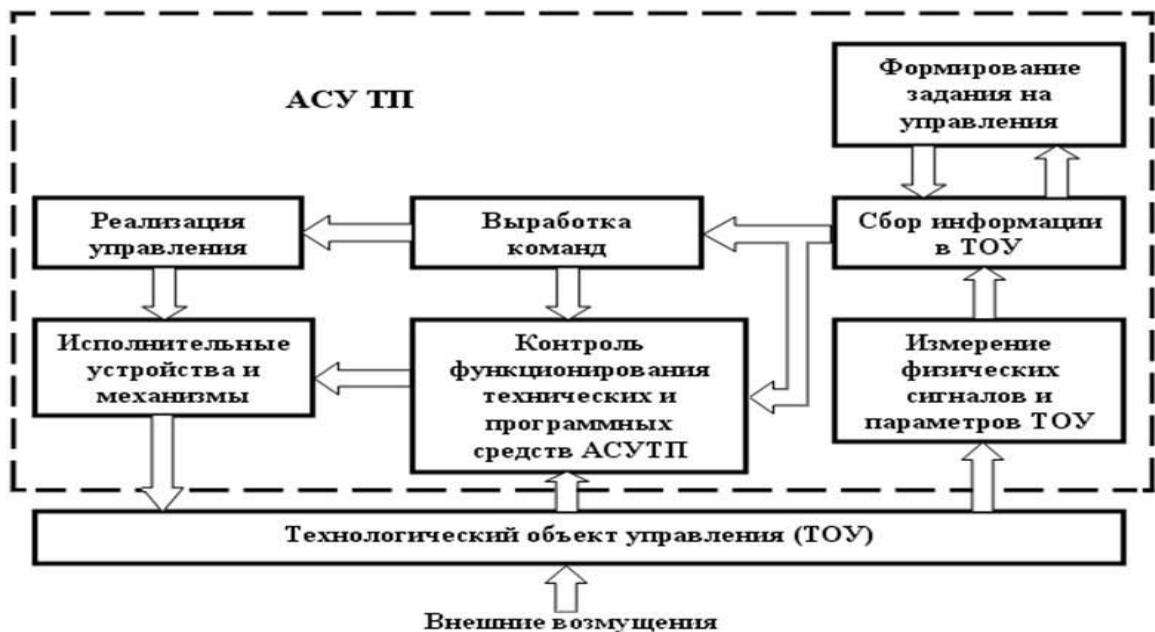 Формирование
задания на
управления
АСУ ТП
Реализация
управления
Выработка
команд
Сбор информации
в ТОУ
Исполнительные
устройства и
механизмы
Контроль
функционирования
технических и
программных
средств АСУТП
Измерение
физических
сигналов и
параметров ТОУ
Технологический объект управления (ТОУ)
Внешние возмущения